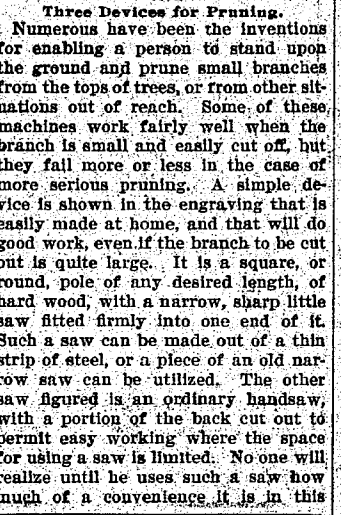 Three Devices for Pruning.
Numerous have been the inventions
for enabling a person to stand upon
the ground and prune small branches
from the tops of trees, or from other sit-
uations out of reach. Some of these
machines work fairly well when the
branch is small and easily cut off, but
they fail more or less in the case of
more serious pruning. A simple de-
vice is shown in the engraving that is
easily made at home, and that will do
good work, even if the branch to be cut
out is quite large. It is a square, or
round, pole of any desired length, of
hard wood, with a narrow, sharp little
saw fitted firmly into one end of it.
Such a saw can be made out of a thin
strip of steel, or a piece of an old nar-
row saw can be utilized. The other
saw figured is an ordinary handsaw,
with a portion of the back cut out to
permit easy working where the space
for using a saw is limited. No one will
realize until he uses such a saw how
much of a convenience it is in this